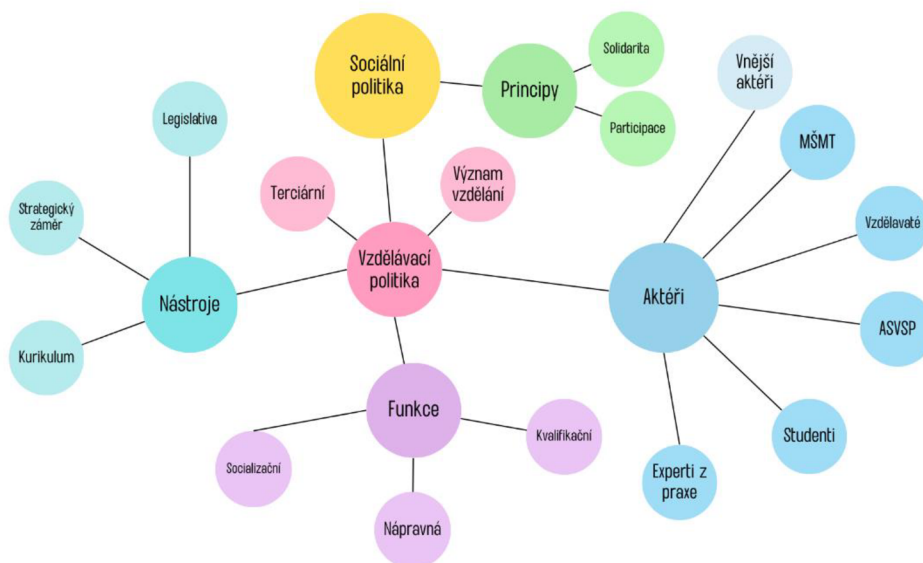 Sociální
politika
Principy
Solidarita
Participace
Vnější
aktéři
MŠMT
Vzdělavaté
ASVSP
Studenti
Experti z
praxe
Aktéři
Legislativa
Strategický
záměr
Kurikulum
Nástroje
Terciární
Význam
vzdělání
Vzdělávací
politika
Funkce
Socializační
Nápravná
Kvalifikační